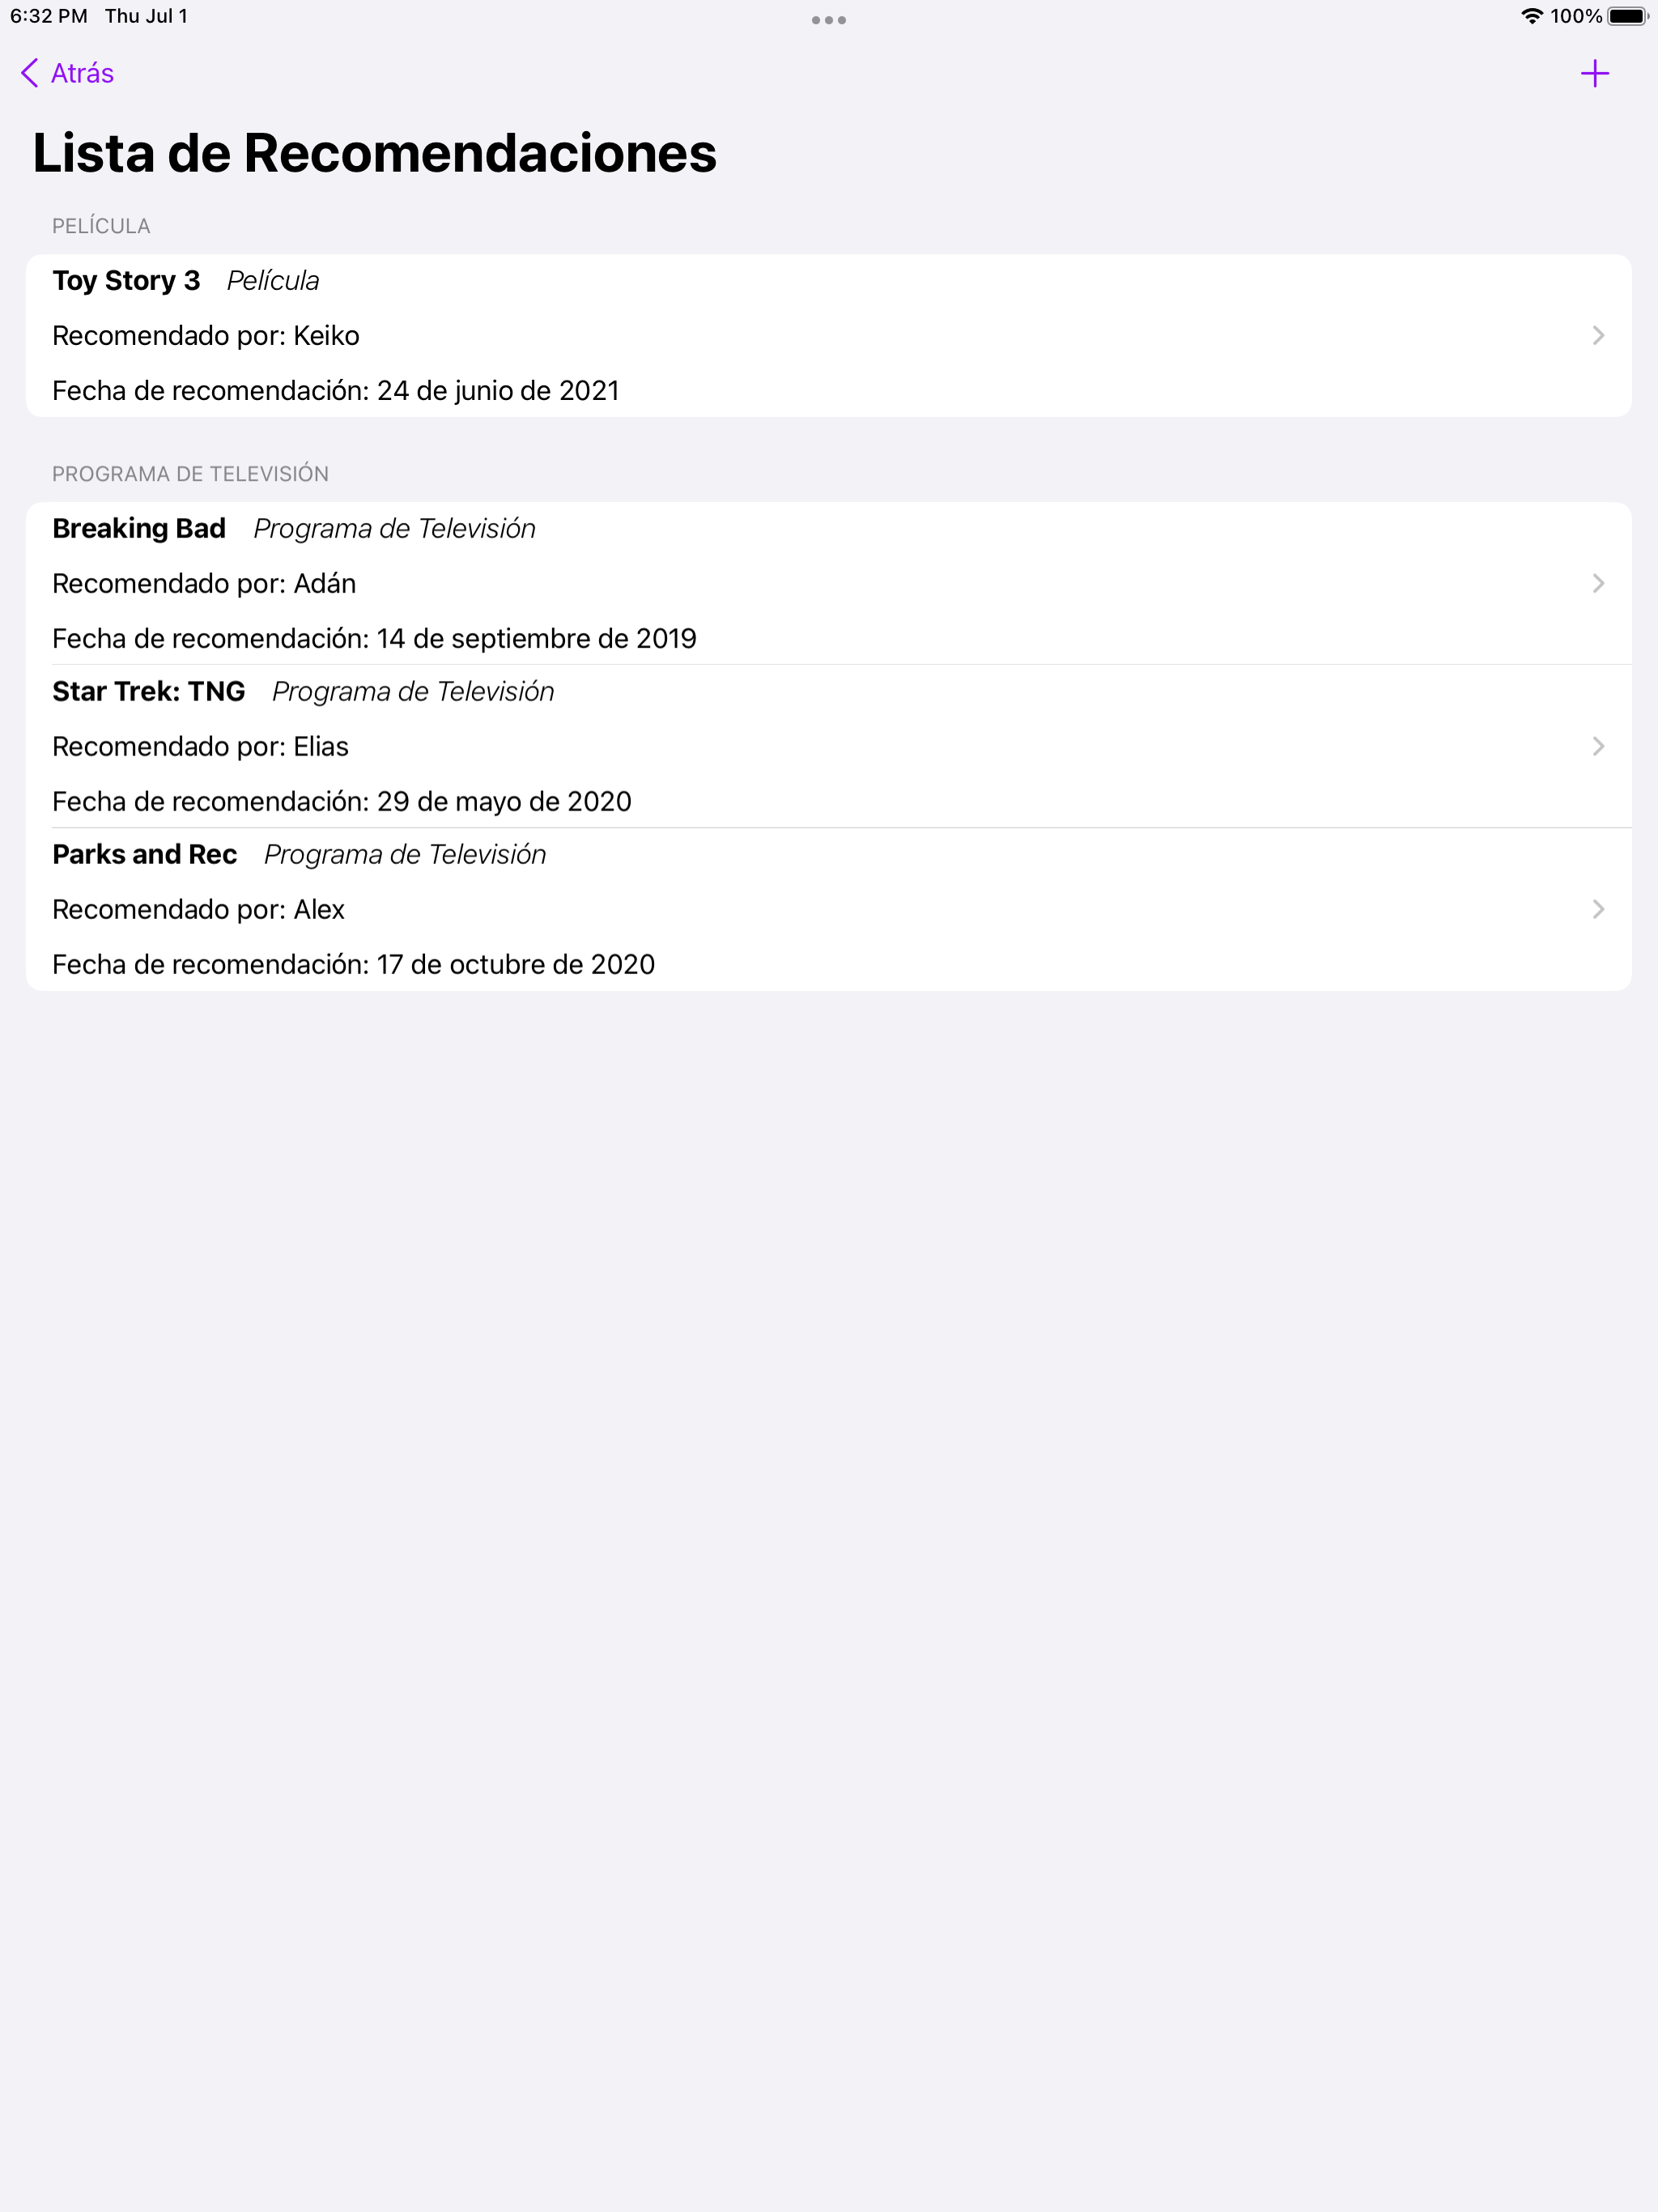 6:32 PM Thu Jul 1 100%
Atrás
Lista de Recomendaciones
PELÍCULA
Toy Story 3 Película
Recomendado por: Keiko
Fecha de recomendación: 24 de junio de 2021
PROGRAMA DE TELEVISIÓN
Breaking Bad Programa de Televisión
Recomendado por: Adán
Fecha de recomendación: 14 de septiembre de 2019
Star Trek: TNG Programa de Televisión
Recomendado por: Elias
Fecha de recomendación: 29 de mayo de 2020
Parks and Rec Programa de Televisión
Recomendado por: Alex
Fecha de recomendación: 17 de octubre de 2020